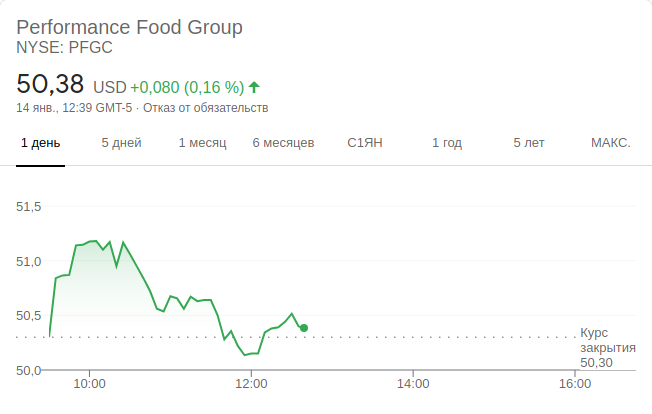 Performance Food Group
NYSE: PFGC
50,38 USD +0,080 (0,16 %)
14 янв., 12:39 GMT-5 · Отказ от обязательств
1 день 5 дней 1 месяц 6 месяцев С1ЯН 1 год 5 лет МАКС.
51,5
51,0
50,5
50,0
Курс
закрытия
50,30
10:00 12:00 14:00 16:00